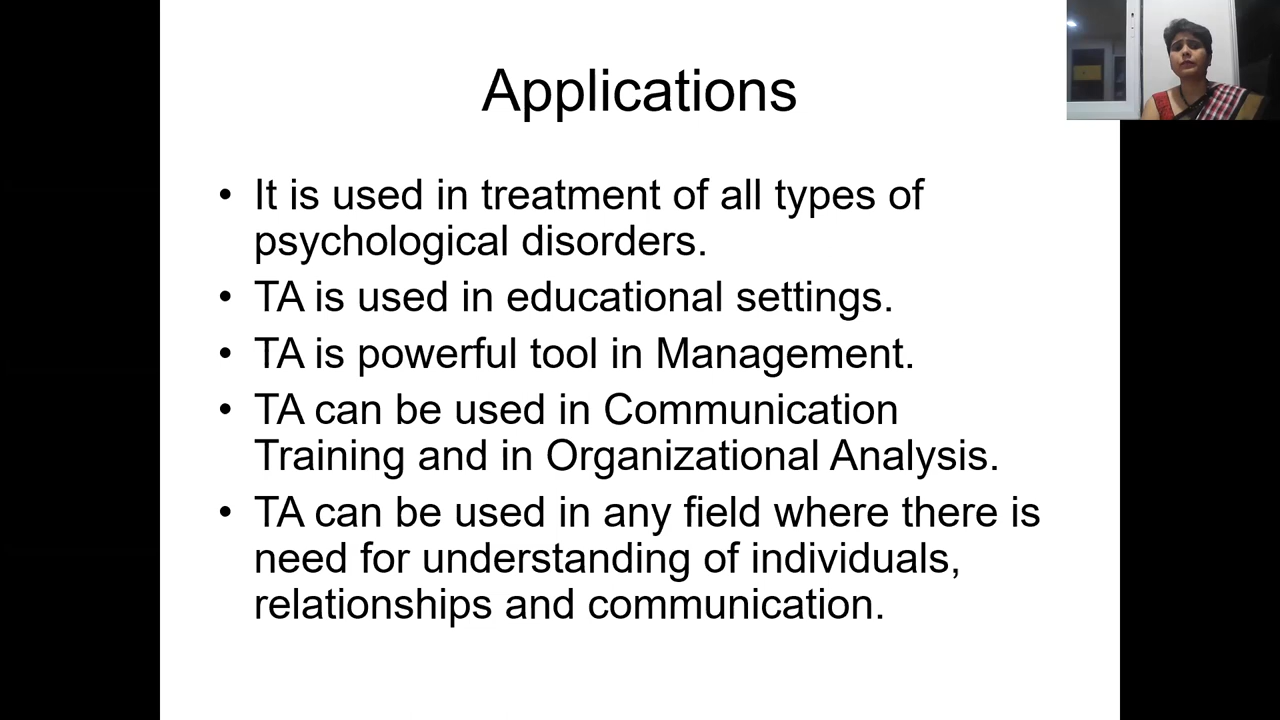 Applications
• It is used in treatment of all types of
psychological disorders.
• TA is used in educational settings.
• TA is powerful tool in Management.
• TA can be used in Communication
Training and in Organizational Analysis.
• TA can be used in any field where there is
need for understanding of individuals,
relationships and communication.